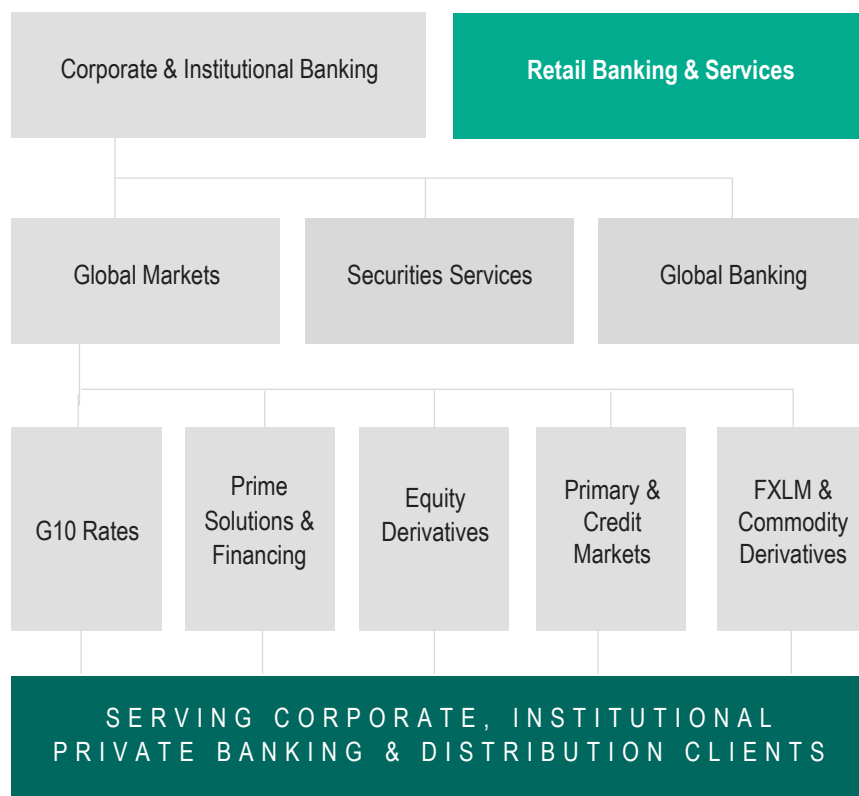 Corporate & Institutional Banking
Retail Banking & Services
Global Markets
Securities Services
Global Banking
G10 Rates
Prime
Solutions &
Financing
Equity
Derivatives
Primary &
Credit
Markets
FXLM &
Commodity
Derivatives
SERVING CORPORATE, INSTITUTIONAL
PRIVATE BANKING & DISTRIBUTION CLIENTS